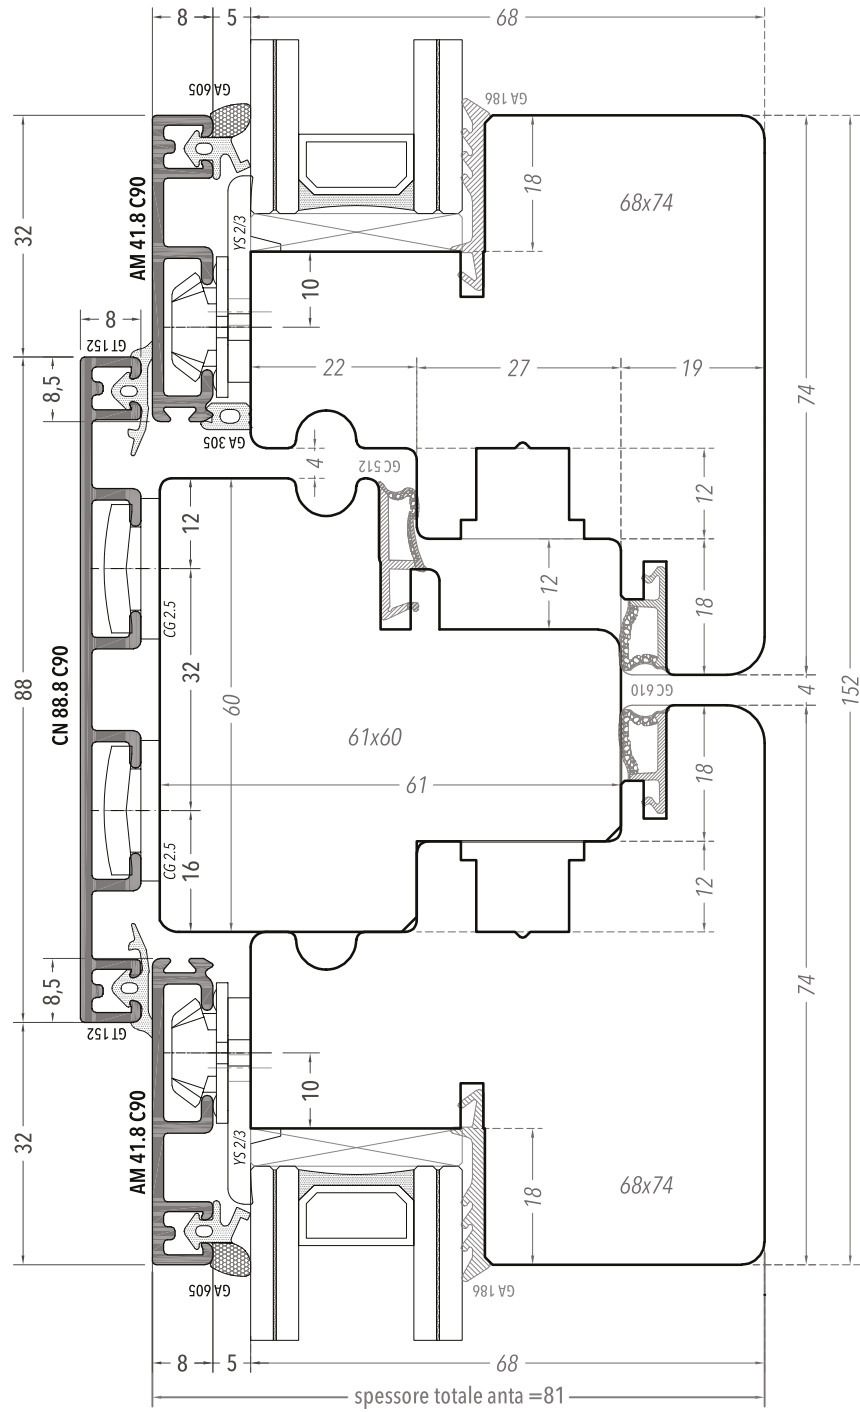 8
5
68
GA 605
GA 186
18
68x74
32
AM 41.8 C90
YS 2/3
10
8
GT 152
22
27
19
8,5
74
GA 305
4
GC 512
12
12
12
18
CG 2.5
32
60
88
CN 88.8 C90
61x60
GC 610
4
152
61
18
CG 2.5
16
12
8,5
74
GT 152
10
AM 41.8 C90
YS 2/3
32
18
68x74
GA 605
GA 186
8
5
68
spessore totale anta =81